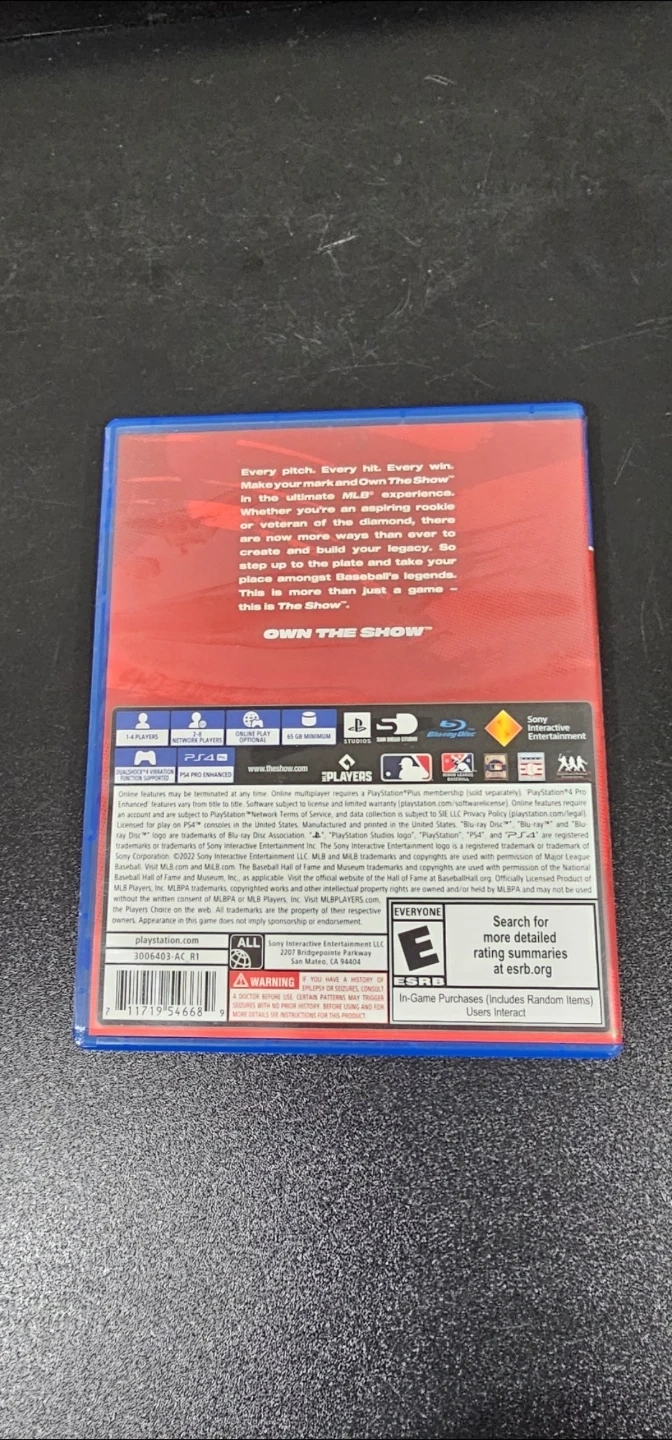 Every pitch. Every hit. Every win.
Make your mark and Own The Show™
in the ultimate MLB® experience.
Whether you're an aspiring rookie
or veteran of the diamond, there
are now more ways than ever to
create and build your legacy. So
step up to the plate and take your
place amongst Baseball's legends.
This is more than just a game –
this is The Show™.
OWN THE SHOW™
1-4 PLAYERS
2-8
NETWORK PLAYERS
ONLINE PLAY
OPTIONAL
65 GB MINIMUM
STUDIOS
SAN DIEGO STUDIO
Blu-ray Disc
Sony
Interactive
Entertainment
DUALSHOCK®4 VIBRATION
FUNCTION SUPPORTED
PS4 PRO
PS4 PRO ENHANCED
www.theshow.com
PLAYERS
Online features may be terminated at any time. Online multiplayer requires a PlayStation®Plus membership (sold separately). 'PlayStation®4 Pro
Enhanced' features vary from title to title. Software subject to license and limited warranty (playstation.com/softwarelicense). Online features require
an account and are subject to PlayStation™Network Terms of Service, and data collection is subject to SIE LLC Privacy Policy (playstation.com/legal).
Licensed for play on PS4™ consoles in the United States. Manufactured and printed in the United States. "Blu-ray Disc™", "Blu-ray™" and "Blu-
ray Disc™" logo are trademarks of Blu-ray Disc Association. "PS", "PlayStation Studios logo", "PlayStation", "PS4" and "PS4" are registered
trademarks or trademarks of Sony Interactive Entertainment Inc. The Sony Interactive Entertainment logo is a registered trademark or trademark of
Sony Corporation. ©2022 Sony Interactive Entertainment LLC. MLB and MiLB trademarks and copyrights are used with permission of Major League
Baseball. Visit MLB.com and MiLB.com. The Baseball Hall of Fame and Museum trademarks and copyrights are used with permission of the National
Baseball Hall of Fame and Museum, Inc., as applicable. Visit the official website of the Hall of Fame at BaseballHall.org. Officially Licensed Product of
MLB Players, Inc. MLBPA trademarks, copyrighted works and other intellectual property rights are owned and/or held by MLBPA and may not be used
without the written consent of MLBPA or MLB Players, Inc. Visit MLBPLAYERS.com,
the Players Choice on the web. All trademarks are the property of their respective
owners. Appearance in this game does not imply sponsorship or endorsement.
playstation.com
3006403-AC_R1
7 11719 54668 9
ALL
Sony Interactive Entertainment LLC
2207 Bridgepointe Parkway
San Mateo, CA 94404
WARNING
IF YOU HAVE A HISTORY OF
EPILEPSY OR SEIZURES, CONSULT
A DOCTOR BEFORE USE. CERTAIN PATTERNS MAY TRIGGER
SEIZURES WITH NO PRIOR HISTORY. BEFORE USING AND FOR
MORE DETAILS SEE INSTRUCTIONS FOR THIS PRODUCT.
EVERYONE
E
ESRB
Search for
more detailed
rating summaries
at esrb.org
In-Game Purchases (Includes Random Items)
Users Interact